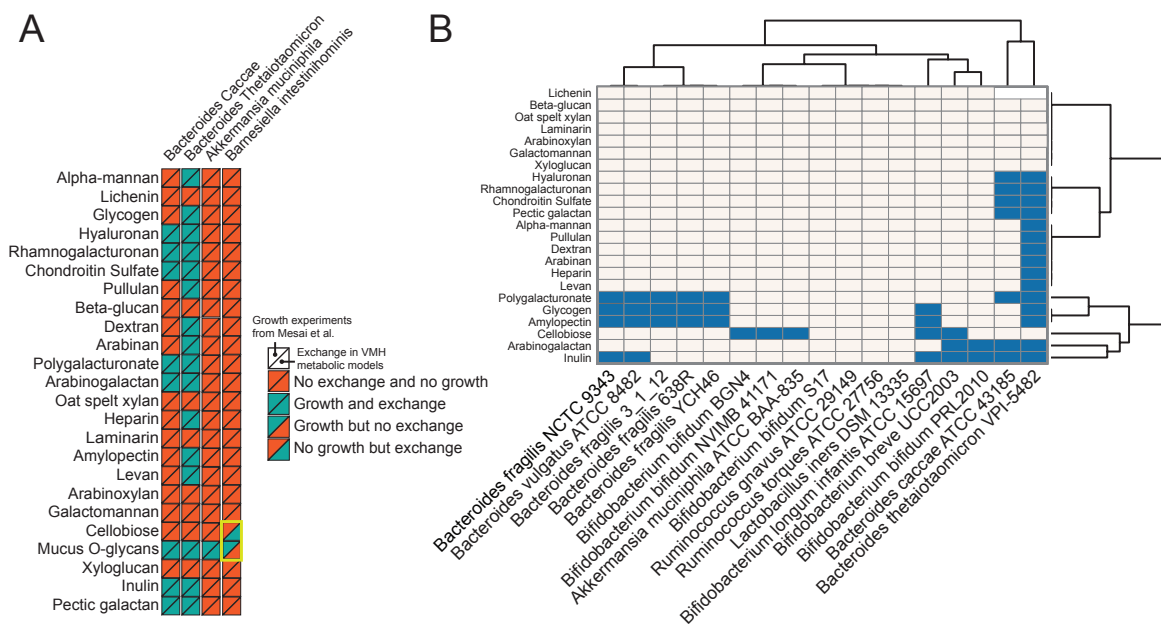 A
Bacteroides Caccae
Bacteroides Thetaiotaomicron
Akkermansia muciniphila
Barnesiella intestinihominis
Alpha-mannan
Lichenin
Glycogen
Hyaluronan
Rhamnogalacturonan
Chondroitin Sulfate
Pullulan
Beta-glucan
Dextran
Arabinan
Polygalacturonate
Arabinogalactan
Oat spelt xylan
Heparin
Laminarin
Amylopectin
Levan
Arabinoxylan
Galactomannan
Cellobiose
Mucus O-glycans
Xyloglucan
Inulin
Pectic galactan
Growth experiments
from Mesai et al.
Exchange in VMH
metabolic models
No exchange and no growth
Growth and exchange
Growth but no exchange
No growth but exchange
B
Lichenin
Beta-glucan
Oat spelt xylan
Laminarin
Arabinoxylan
Galactomannan
Xyloglucan
Hyaluronan
Rhamnogalacturonan
Chondroitin Sulfate
Pectic galactan
Alpha-mannan
Pullulan
Dextran
Arabinan
Heparin
Levan
Polygalacturonate
Glycogen
Amylopectin
Cellobiose
Arabinogalactan
Inulin
Bacteroides fragilis NCTC 9343
Bacteroides vulgatus ATCC 8482
Bacteroides fragilis 3_1_12
Bacteroides fragilis 638R
Bacteroides fragilis YCH46
Bifidobacterium bifidum BGN4
Bifidobacterium bifidum NVIMB 41171
Akkermansia muciniphila ATCC BAA-835
Bifidobacterium bifidum S17
Ruminococcus gnavus ATCC 29149
Ruminococcus torques ATCC 27756
Lactobacillus iners DSM 13335
Bifidobacterium longum infantis ATCC 15697
Bifidobacterium breve UCC2003
Bifidobacterium bifidum PRL2010
Bacteroides caccae ATCC 43185
Bacteroides thetaiotaomicron VPI-5482